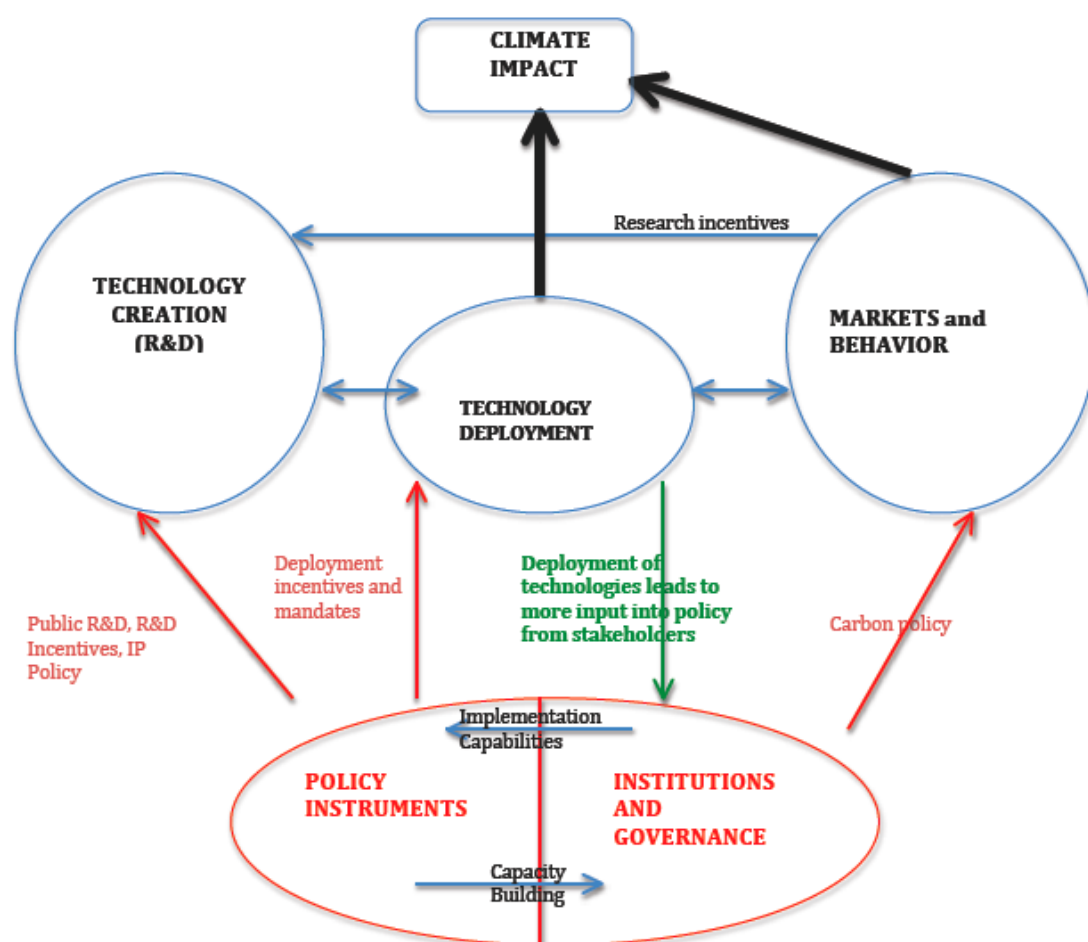 CLIMATE
IMPACT
Research incentives
TECHNOLOGY
CREATION
(R&D)
MARKETS and
BEHAVIOR
TECHNOLOGY
DEPLOYMENT
Deployment
incentives and
mandates
Deployment of
technologies leads to
more input into policy
from stakeholders
Public R&D, R&D
Incentives, IP
Policy
Carbon policy
Implementation
Capabilities
POLICY
INSTRUMENTS
INSTITUTIONS
AND
GOVERNANCE
Capacity
Building